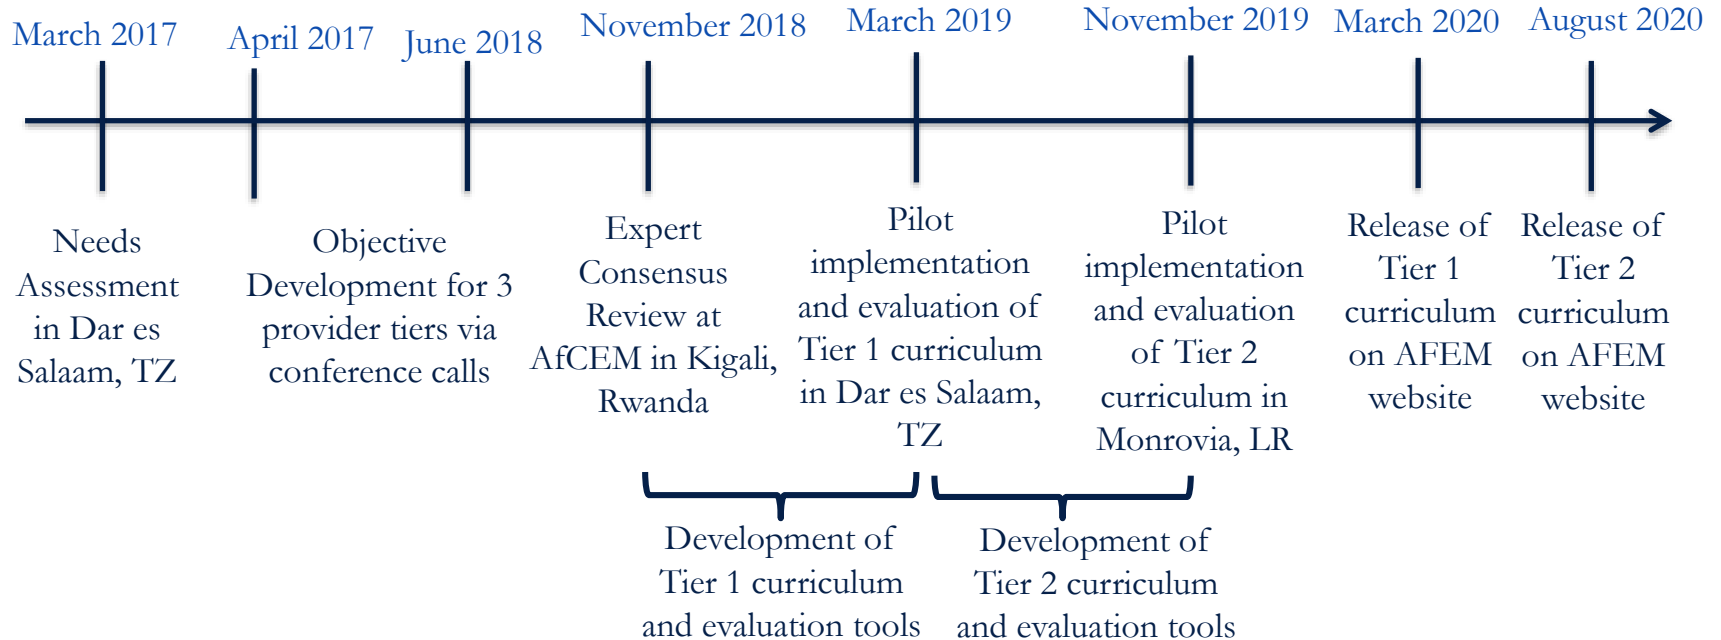 March 2017
April 2017
June 2018
November 2018
March 2019
November 2019
March 2020
August 2020
Needs
Assessment
in Dar es
Salaam, TZ
Objective
Development for 3
provider tiers via
conference calls
Expert
Consensus
Review at
AfCEM in Kigali,
Rwanda
Pilot
implementation
and evaluation of
Tier 1 curriculum
in Dar es Salaam,
TZ
Pilot
implementation
and evaluation
of Tier 2
curriculum in
Monrovia, LR
Release of
Tier 1
curriculum
on AFEM
website
Release of
Tier 2
curriculum
on AFEM
website
Development of
Tier 1 curriculum
and evaluation tools
Development of
Tier 2 curriculum
and evaluation tools